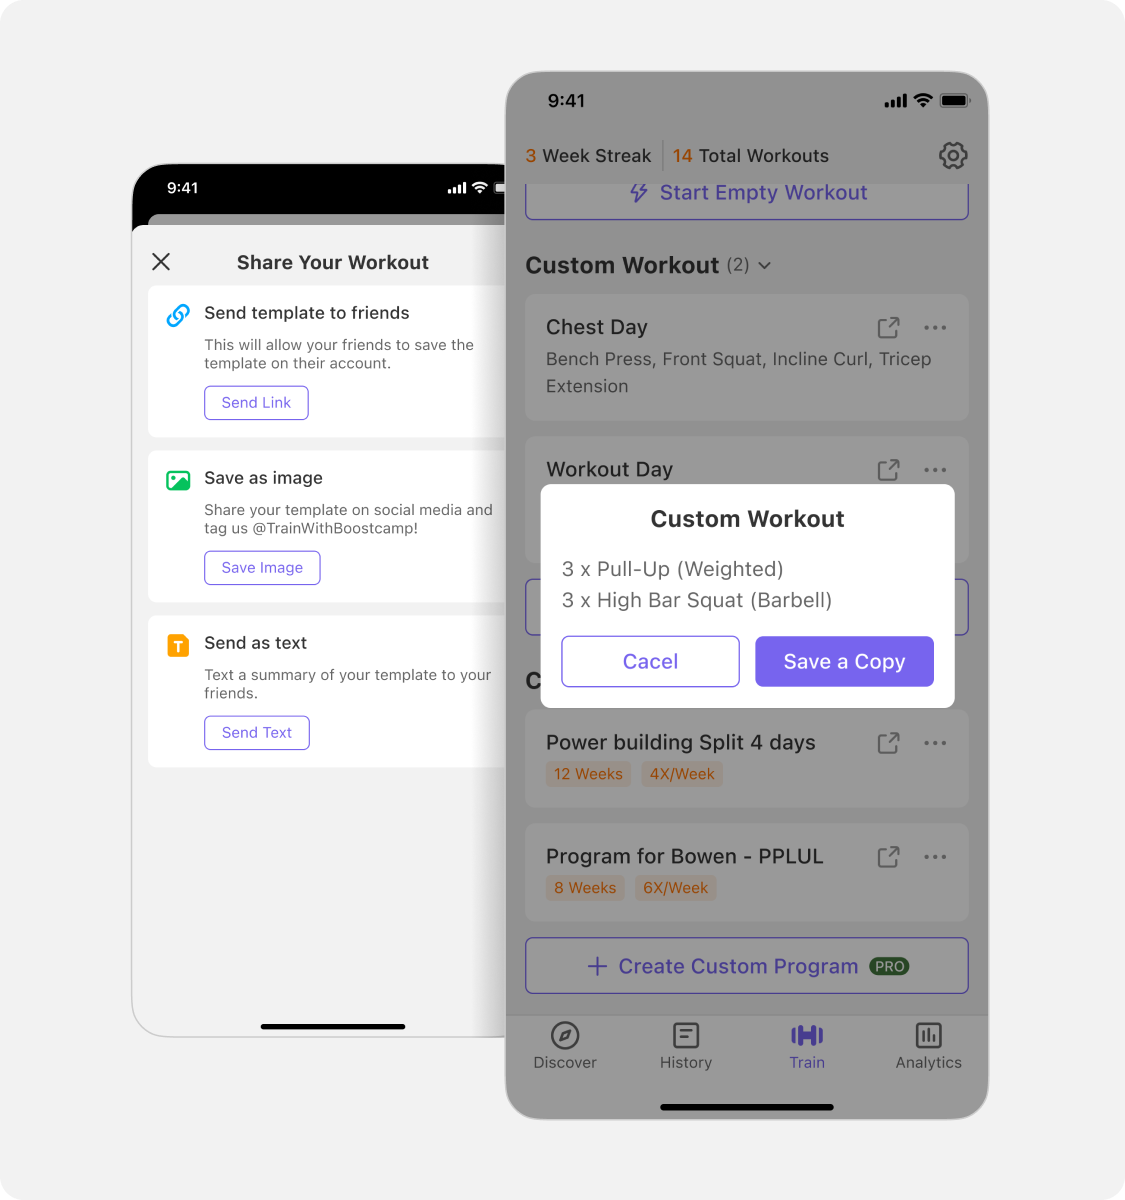 9:41
Share Your Workout
Send template to friends
This will allow your friends to save the
template on their account.
Send Link
Save as image
Share your template on social media and
tag us @TrainWithBoostcamp!
Save Image
Send as text
Text a summary of your template to your
friends.
Send Text
9:41
3 Week Streak 14 Total Workouts
Start Empty Workout
Custom Workout (2)
Chest Day
Bench Press, Front Squat, Incline Curl, Tricep
Extension
Workout Day
Custom Workout
3 x Pull-Up (Weighted)
3 x High Bar Squat (Barbell)
Cacel
Save a Copy
Power building Split 4 days
12 Weeks 4X/Week
Program for Bowen - PPLUL
8 Weeks 6X/Week
Create Custom Program PRO
Discover History Train Analytics